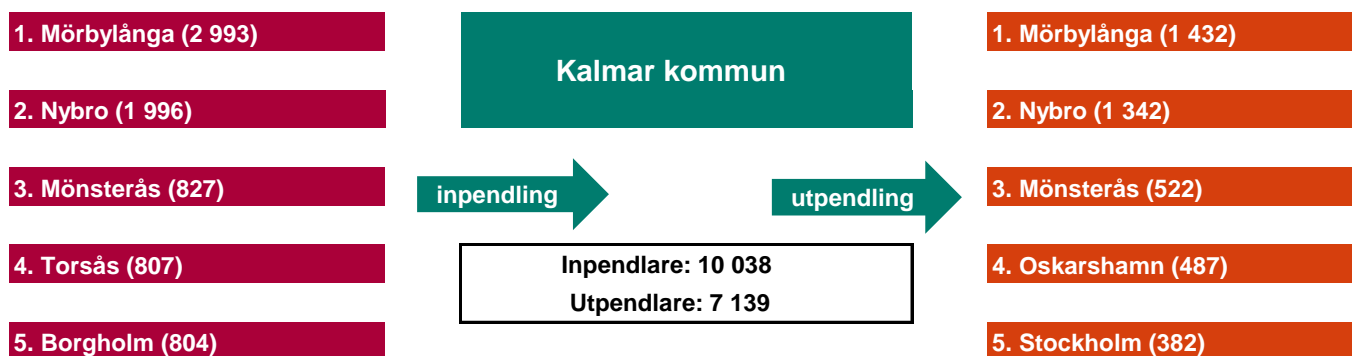 1. Mörbylånga (2 993)
2. Nybro (1 996)
3. Mönsterås (827)
4. Torsås (807)
5. Borgholm (804)
Kalmar kommun
inpendling
utpendling
Inpendlare: 10 038
Utpendlare: 7 139
1. Mörbylånga (1 432)
2. Nybro (1 342)
3. Mönsterås (522)
4. Oskarshamn (487)
5. Stockholm (382)